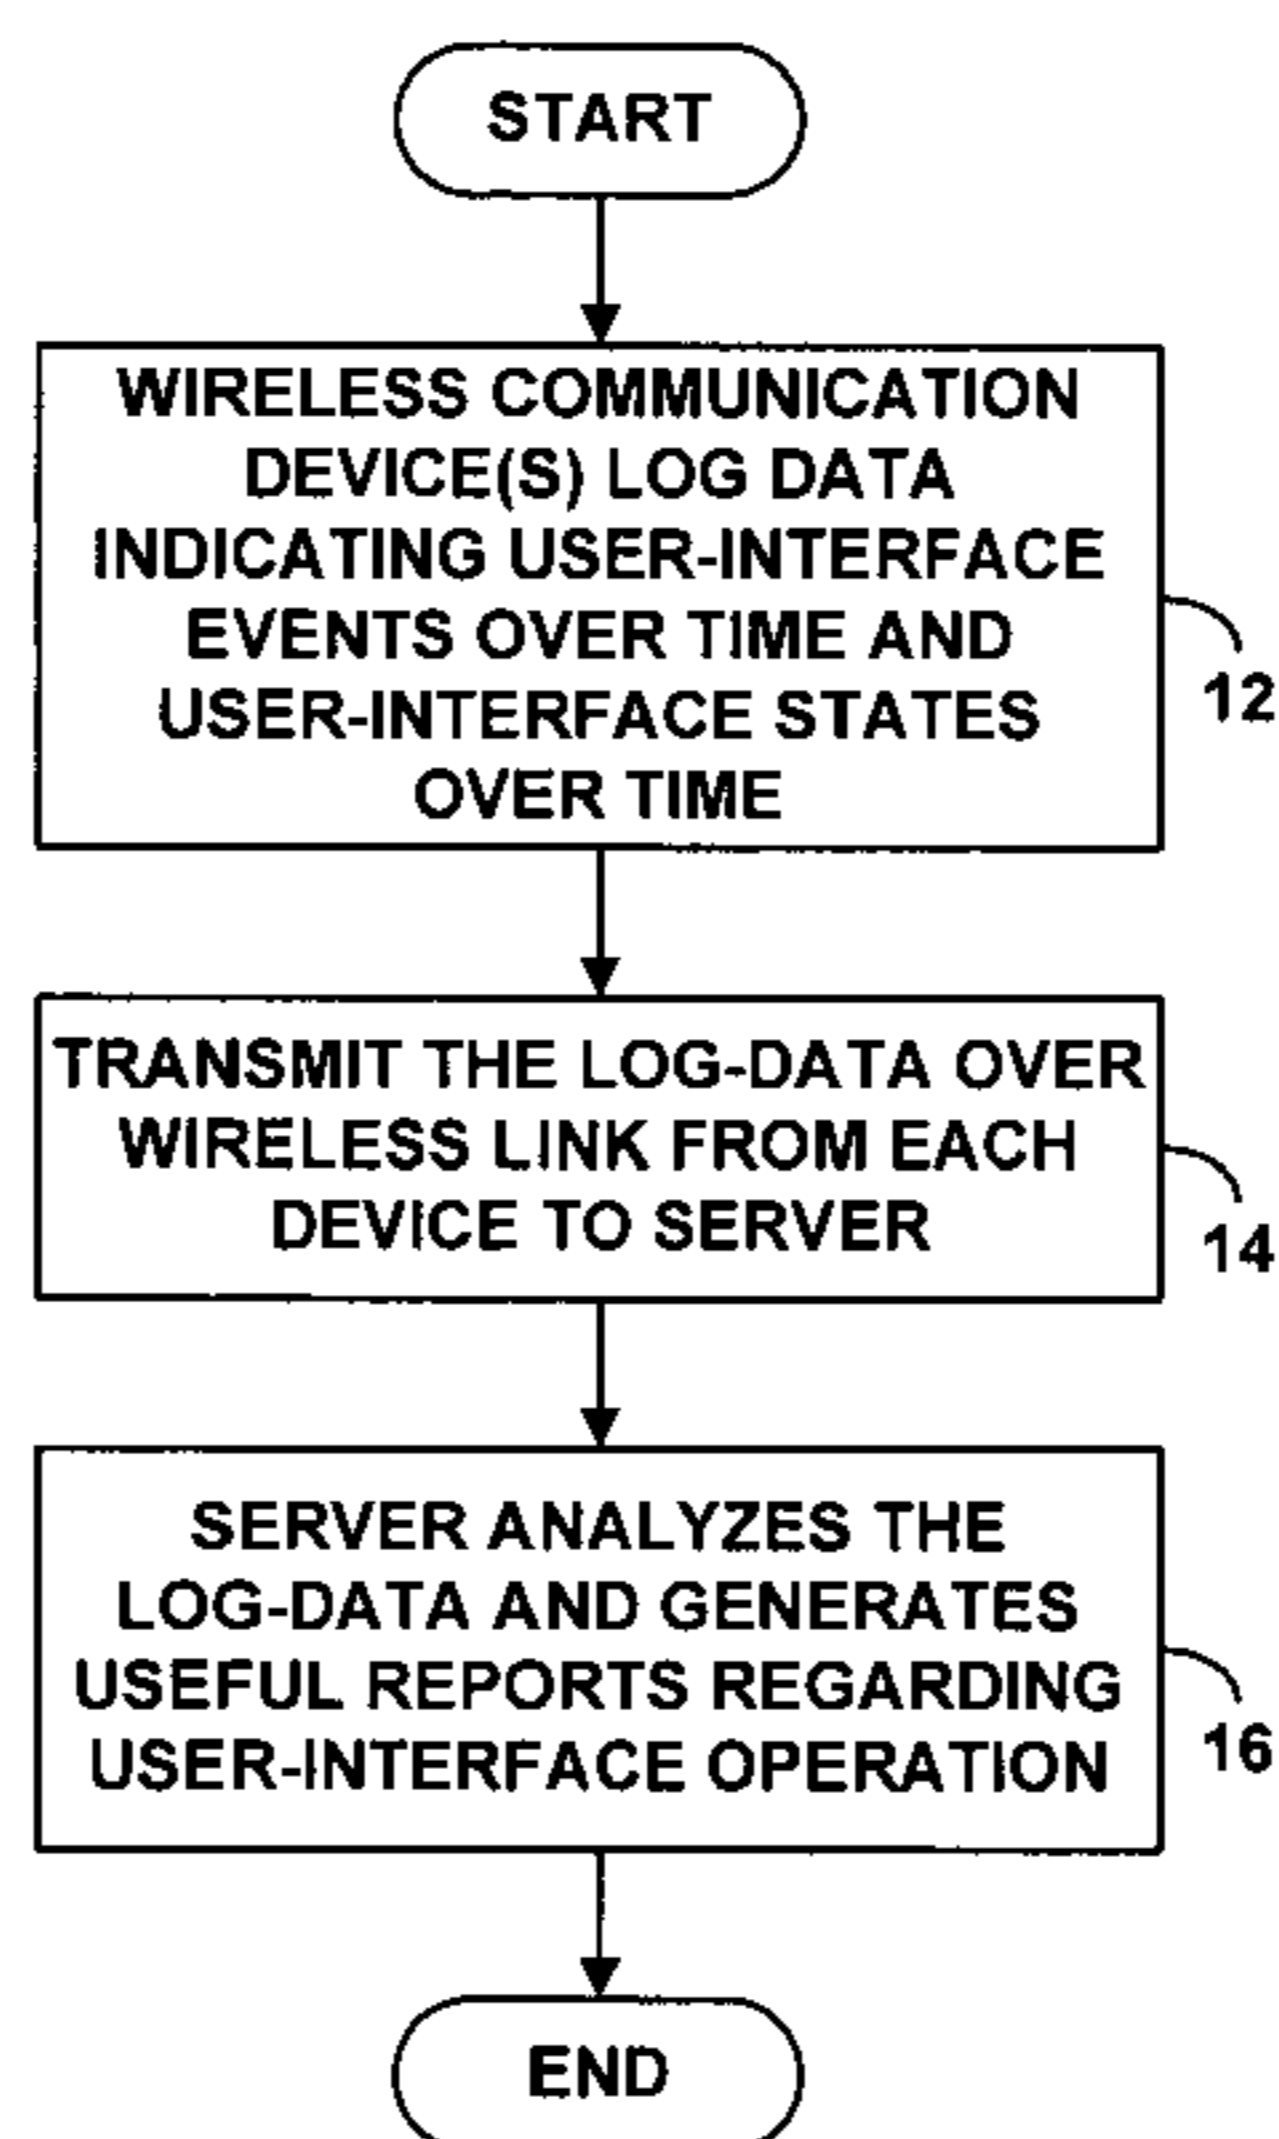 START
WIRELESS COMMUNICATION
DEVICE(S) LOG DATA
INDICATING USER-INTERFACE
EVENTS OVER TIME AND
USER-INTERFACE STATES
OVER TIME
12
TRANSMIT THE LOG-DATA OVER
WIRELESS LINK FROM EACH
DEVICE TO SERVER
14
SERVER ANALYZES THE
LOG-DATA AND GENERATES
USEFUL REPORTS REGARDING
USER-INTERFACE OPERATION
16
END